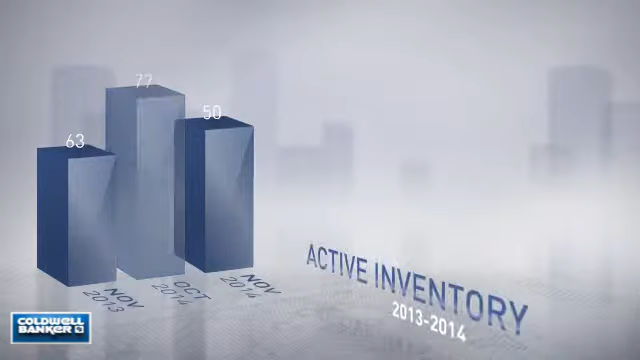 77
50
63
NOV
2013
OCT
2014
NOV
2014
ACTIVE INVENTORY
2013-2014
COLDWELL
BANKER